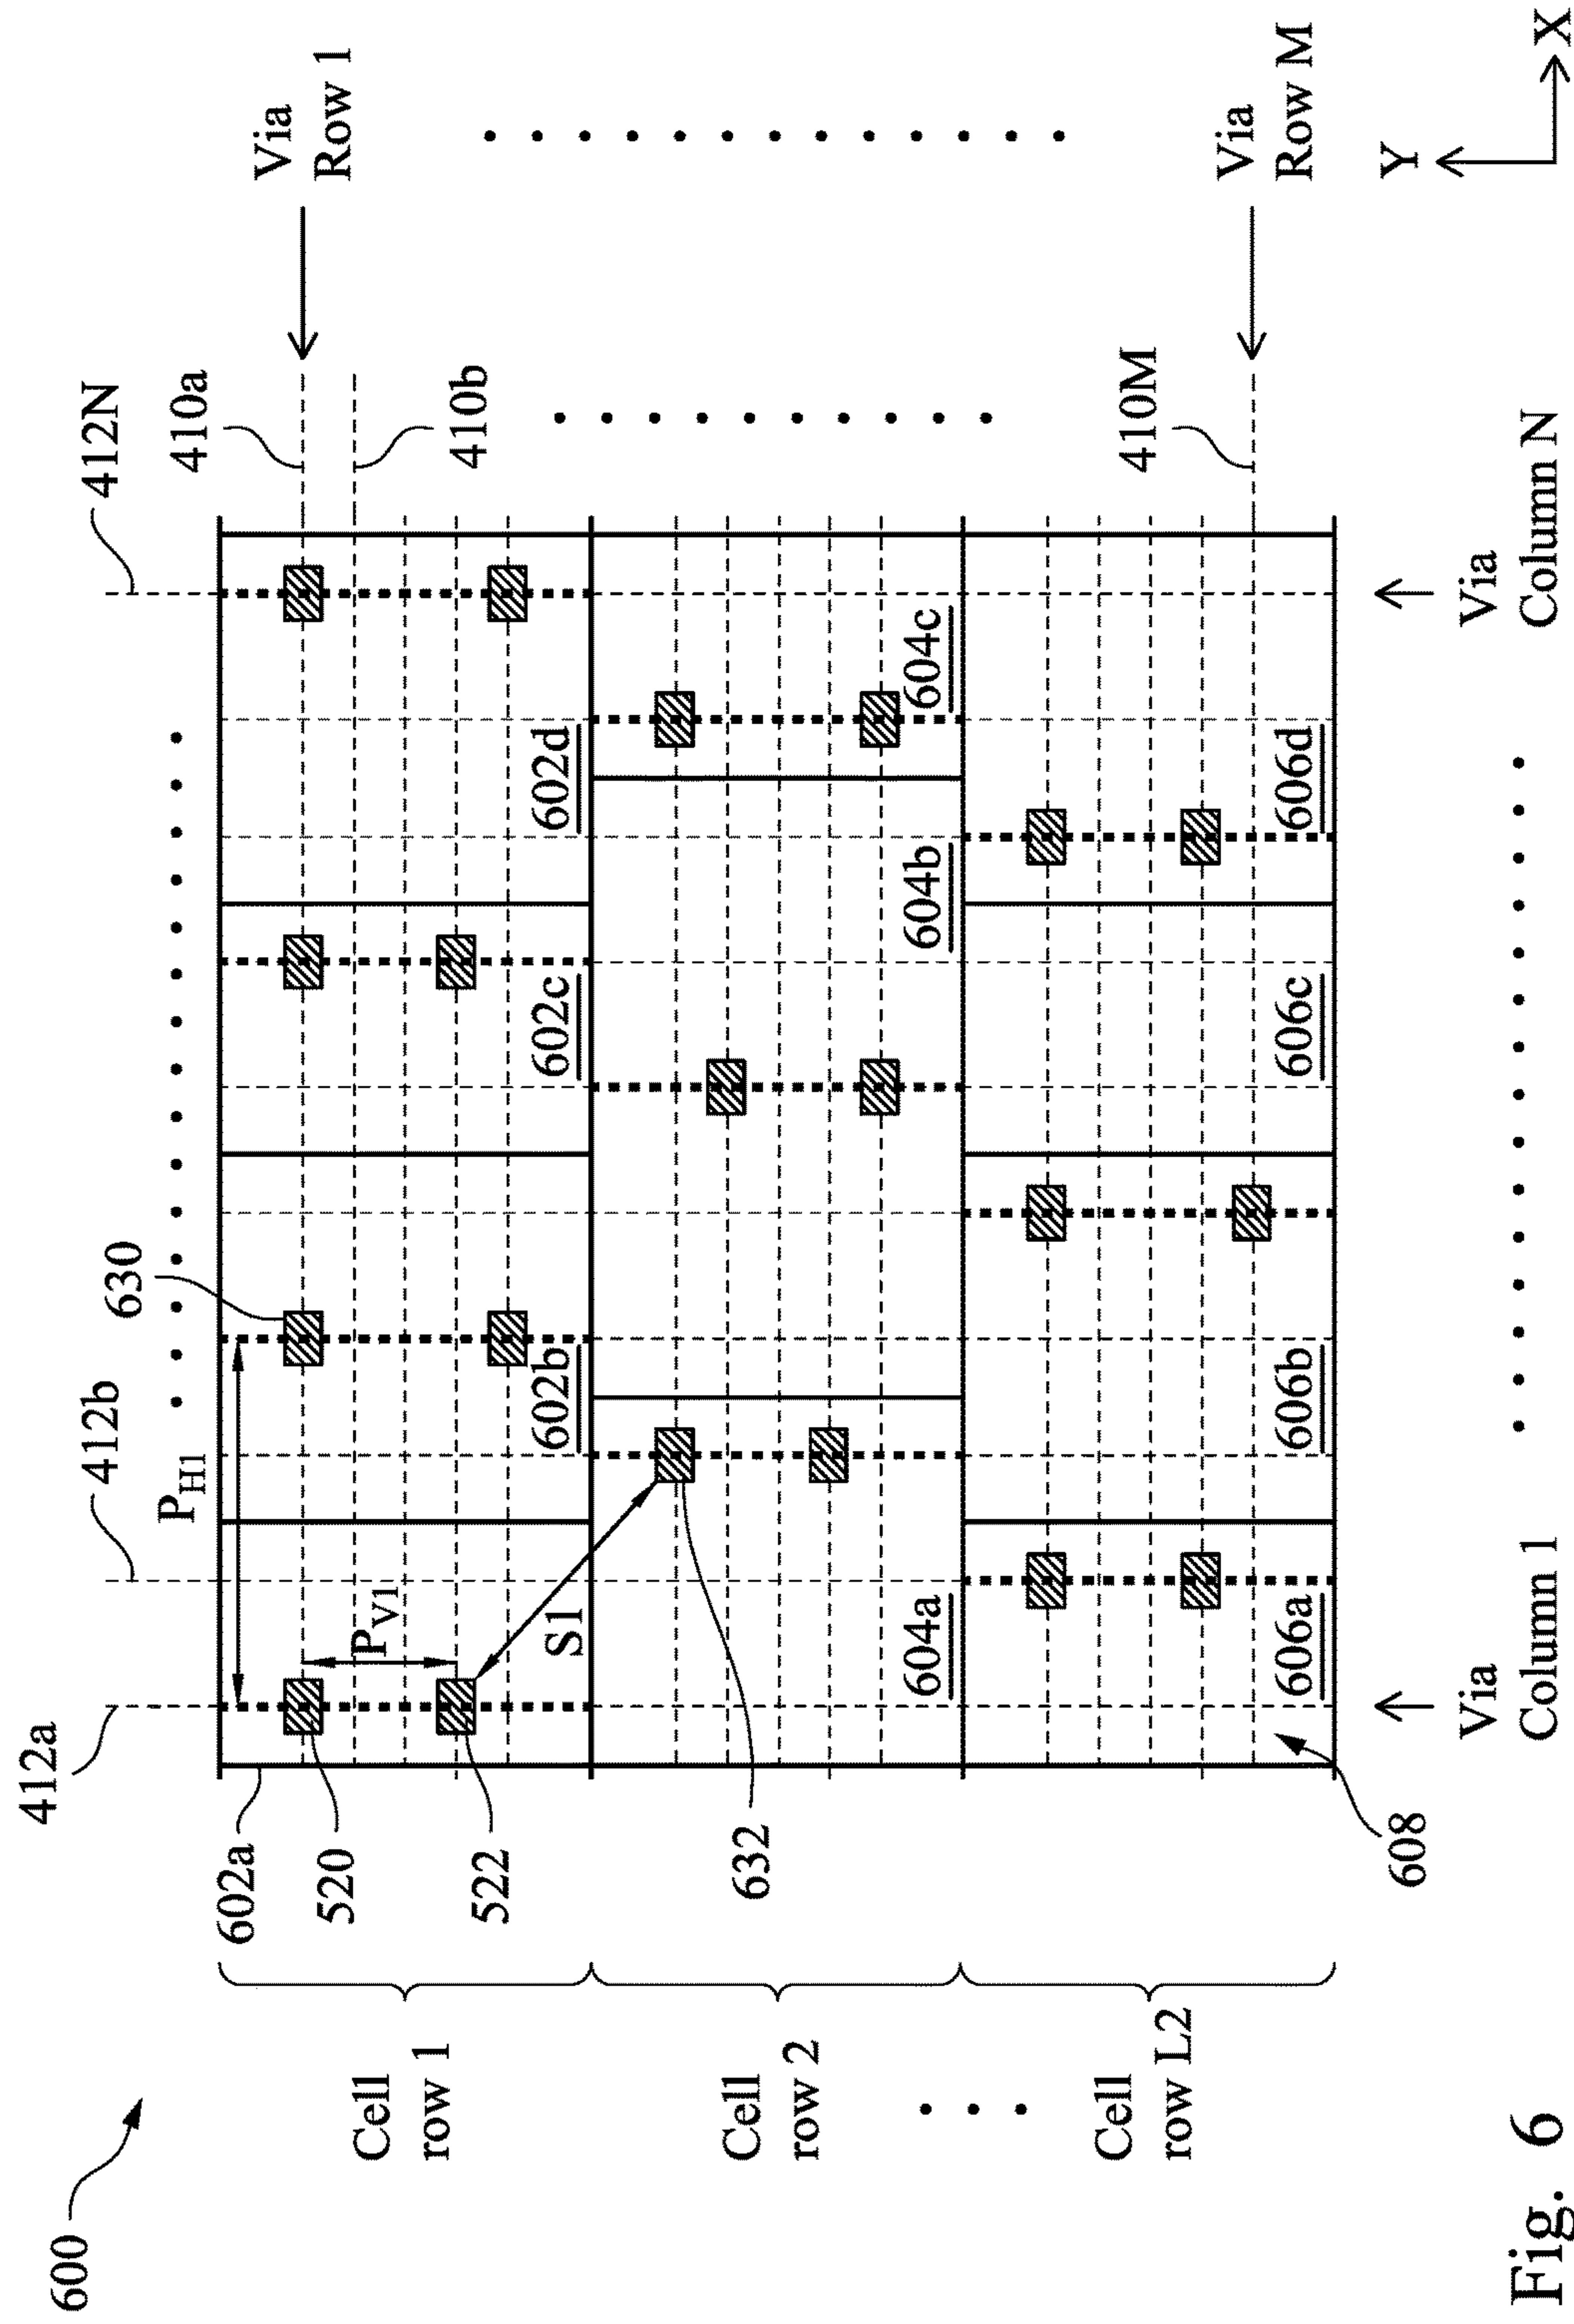 600
412a
412b
412N
P_H1
630
410a
410b
Via
Row 1
602a
520
522
P_V1
S1
602b
602c
602d
Cell
row 1
632
604a
604b
604c
Cell
row 2
410M
Via
Row M
606a
606b
606c
606d
608
Cell
row L2
Via
Column 1
Via
Column N
Y
X
Fig. 6